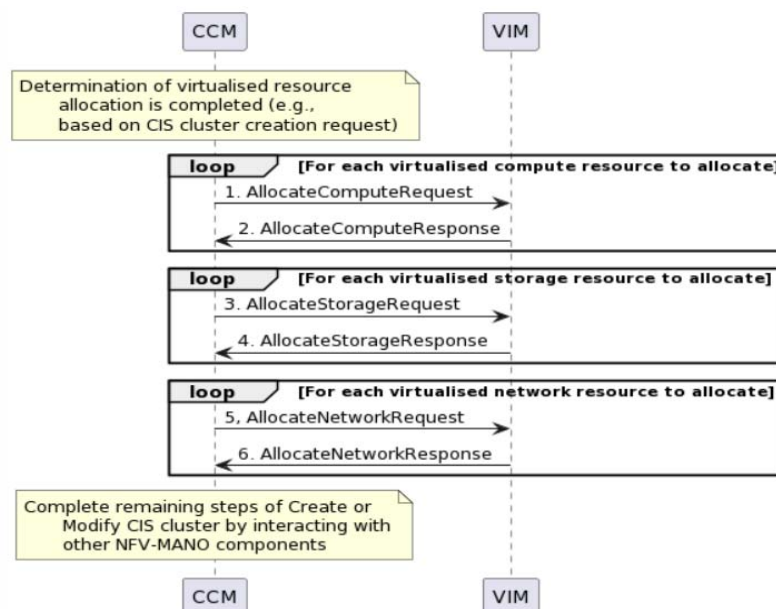 CCM VIM
Determination of virtualised resource
allocation is completed (e.g.,
based on CIS cluster creation request)
loop [For each virtualised compute resource to allocate]
1. AllocateComputeRequest
2. AllocateComputeResponse
loop [For each virtualised storage resource to allocate]
3. AllocateStorageRequest
4. AllocateStorageResponse
loop [For each virtualised network resource to allocate]
5, AllocateNetworkRequest
6. AllocateNetworkResponse
Complete remaining steps of Create or
Modify CIS cluster by interacting with
other NFV-MANO components
CCM VIM